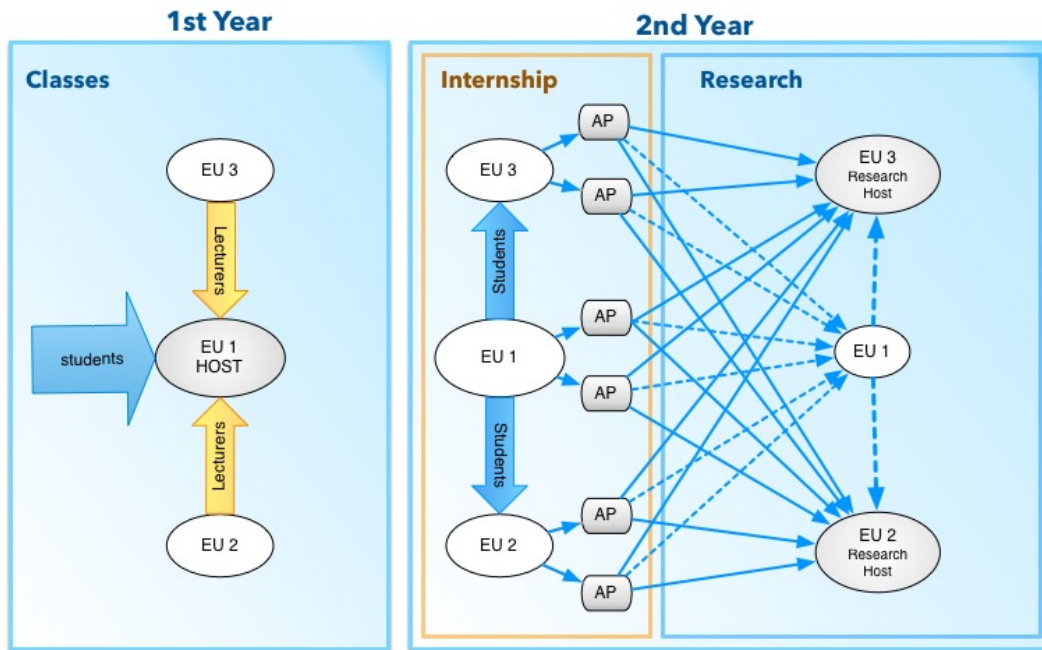 1st Year
2nd Year
Classes
EU 3
Lecturers
students
EU 1
HOST
Lecturers
EU 2
Internship
EU 3
Students
EU 1
Students
EU 2
AP
AP
AP
AP
AP
AP
Research
EU 3
Research
Host
EU 1
EU 2
Research
Host